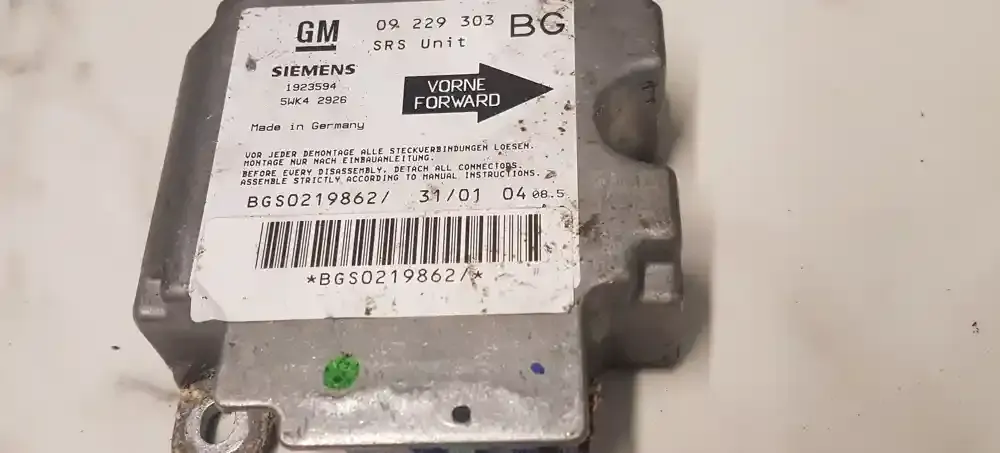 GM 09 229 303 BG
SRS Unit
SIEMENS
1923594
5WK4 2926
VORNE
FORWARD
Made in Germany
VOR JEDER DEMONTAGE ALLE STECKVERBINDUNGEN LOESEN.
MONTAGE NUR NACH EINBAUANLEITUNG.
BEFORE EVERY DISASSEMBLY, DETACH ALL CONNECTORS.
ASSEMBLE STRICTLY ACCORDING TO MANUAL INSTRUCTIONS.
BGS0219862/ 31/01 04 08.5
*BGS0219862/*